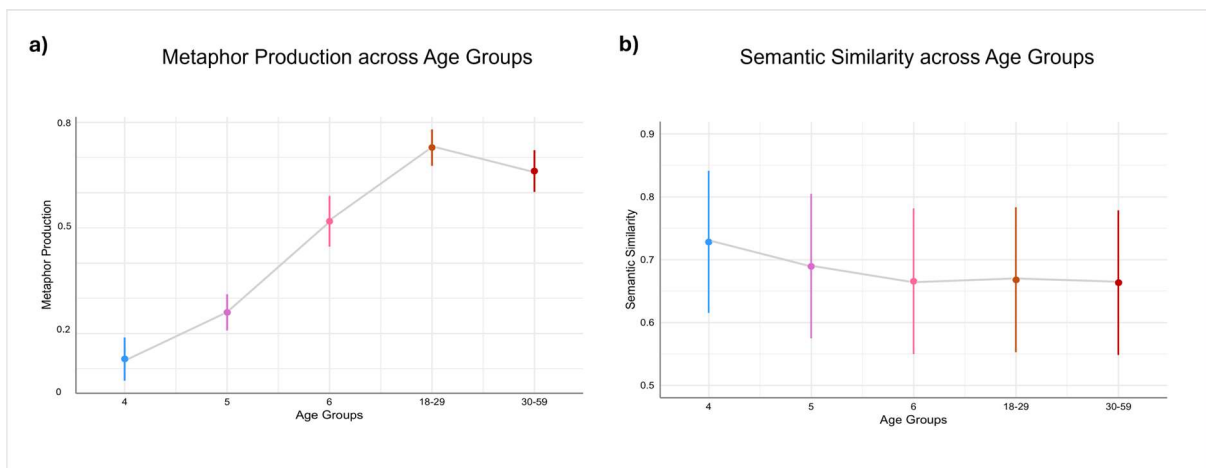 a)
Metaphor Production across Age Groups
Metaphor Production
0.8
0.5
0.2
0
4
5
6
18-29
30-59
Age Groups
b)
Semantic Similarity across Age Groups
Semantic Similarity
0.9
0.8
0.7
0.6
0.5
4
5
6
18-29
30-59
Age Groups